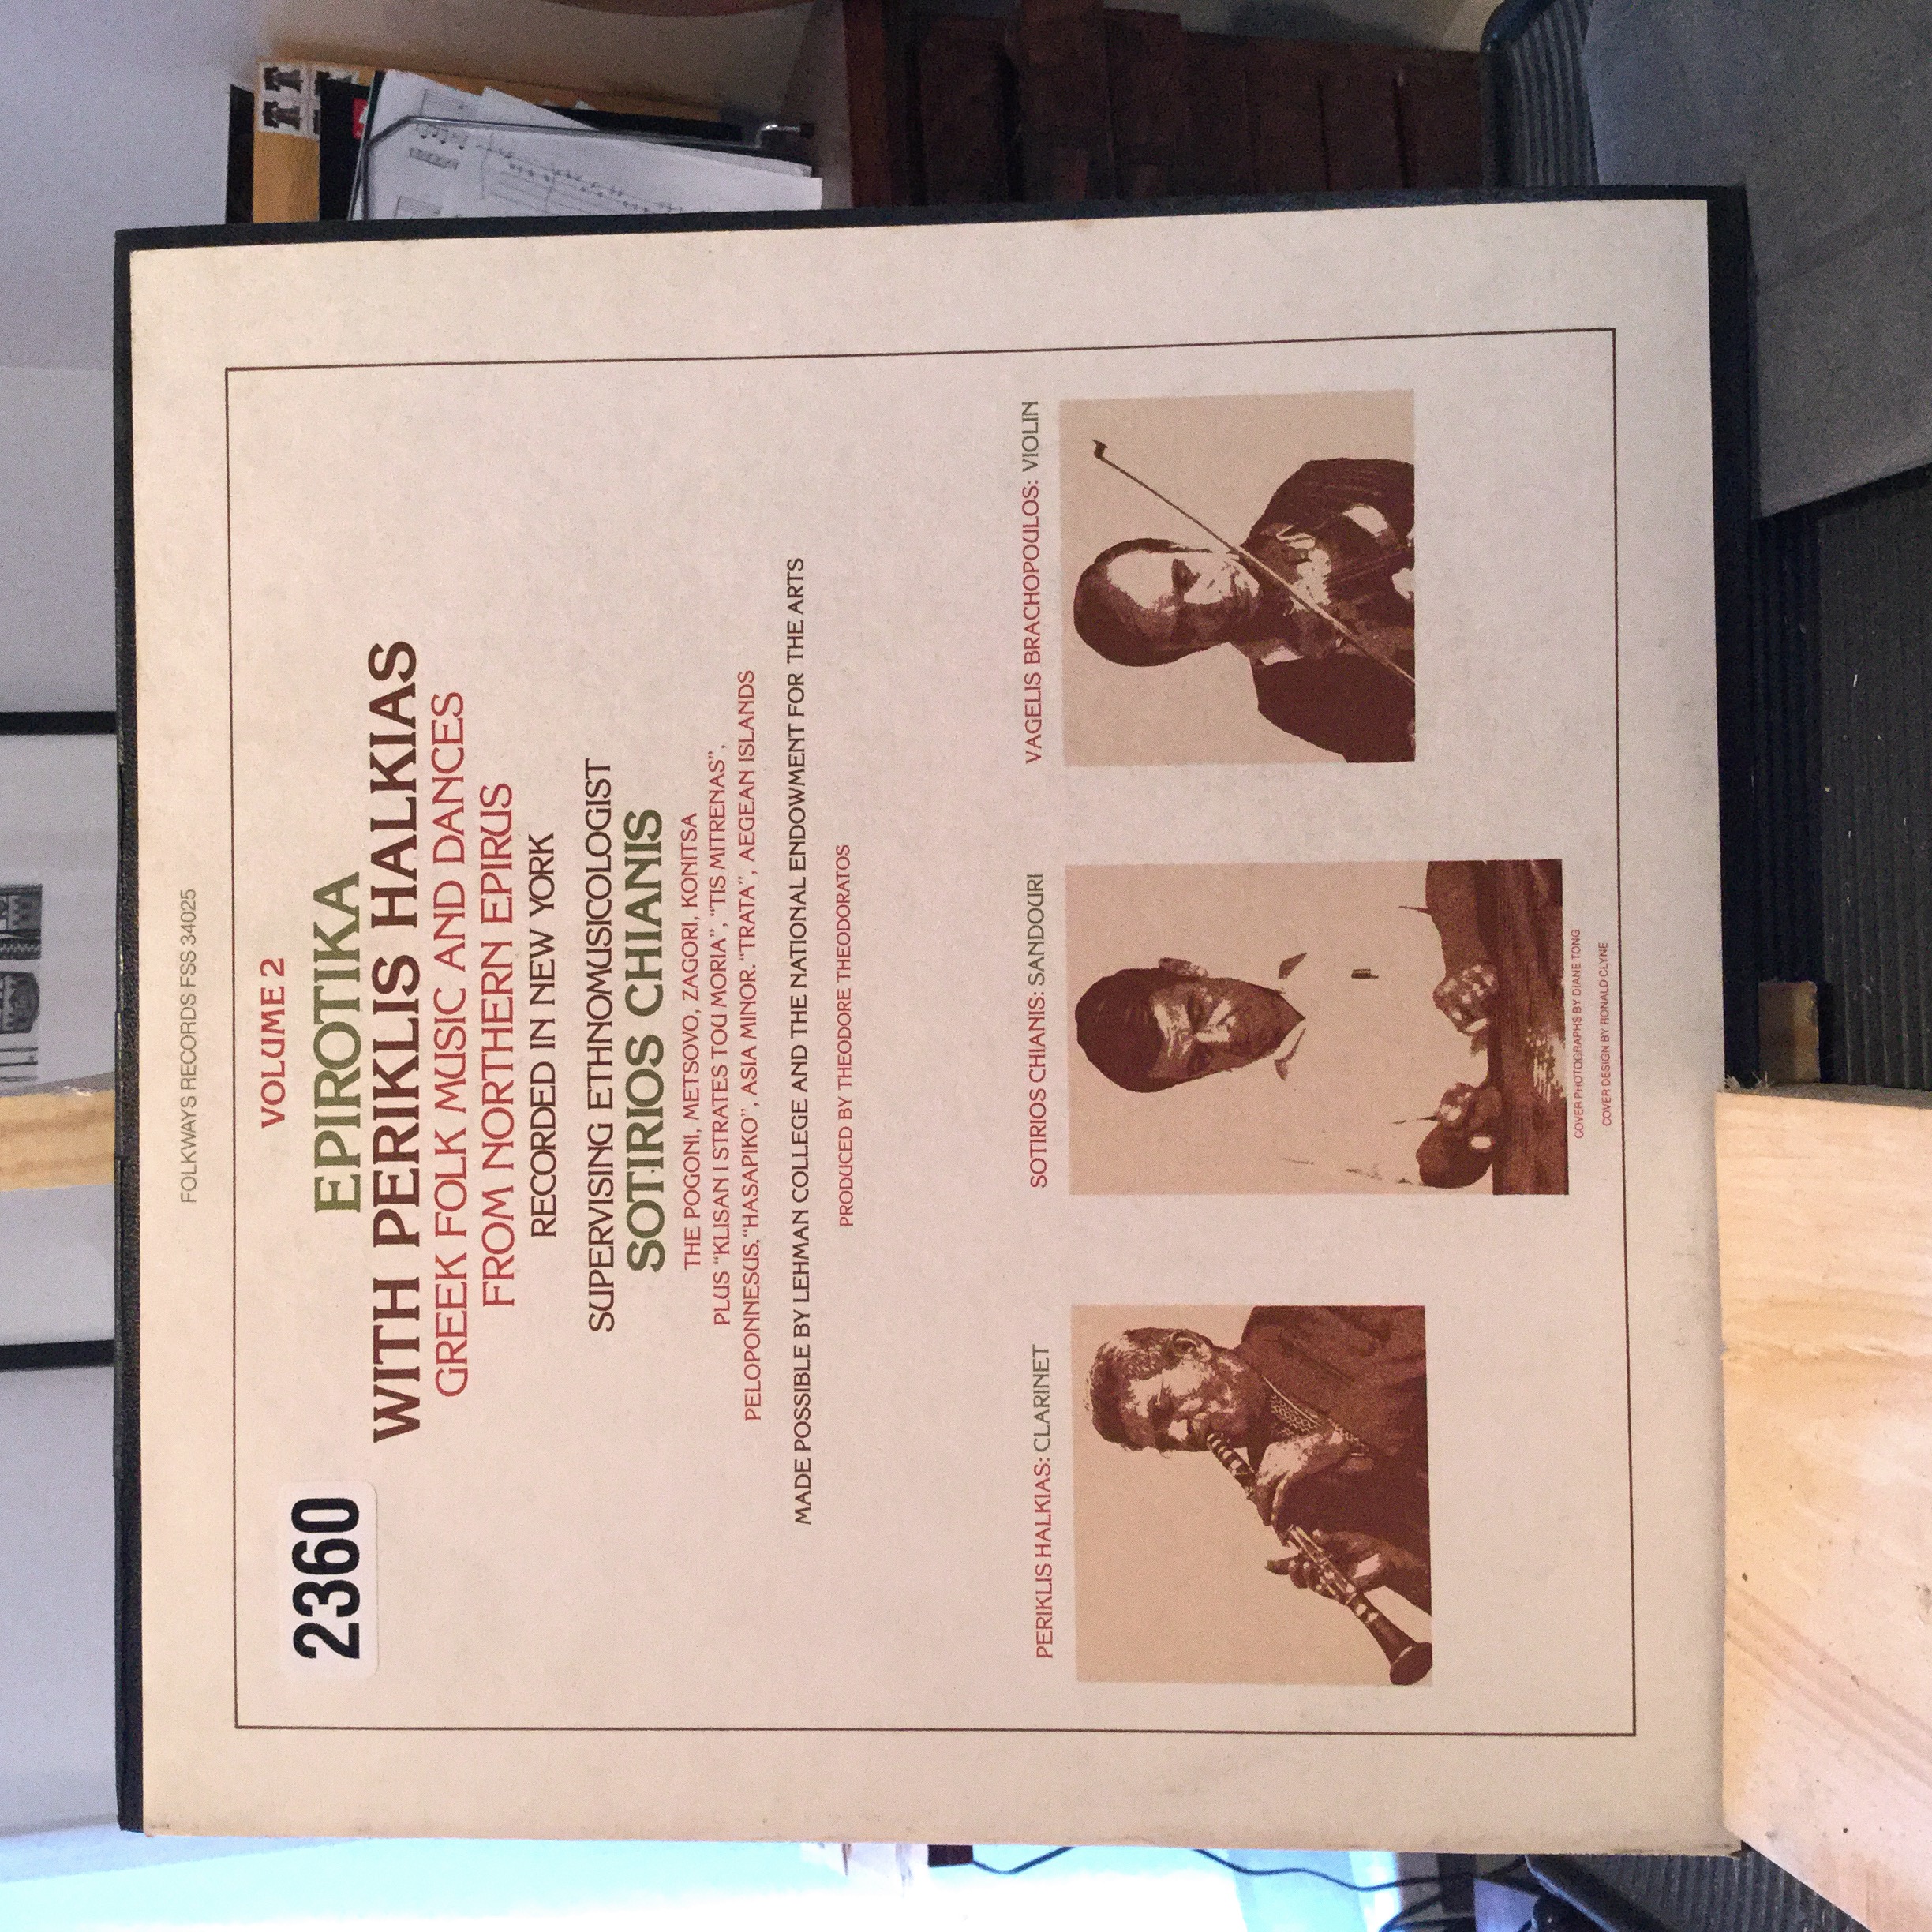 FOLKWAYS RECORDS FSS 34025
2360
VOLUME 2
EPIROTIKA
WITH PERIKLIS HALKIAS
GREEK FOLK MUSIC AND DANCES
FROM NORTHERN EPIRUS
RECORDED IN NEW YORK
SUPERVISING ETHNOMUSICOLOGIST
SOTIRIOS CHIANIS
THE POGONI, METSOVO, ZAGORI, KONITSA
PLUS "KLISAN I STRATES TOU MORIA", "TIS MITRENAS",
PELOPONNESUS. "HASAPIKO", ASIA MINOR. "TRATA", AEGEAN ISLANDS
MADE POSSIBLE BY LEHMAN COLLEGE AND THE NATIONAL ENDOWMENT FOR THE ARTS
PRODUCED BY THEODORE THEODORATOS
PERIKLIS HALKIAS: CLARINET
SOTIRIOS CHIANIS: SANDOURI
VAGELIS BRACHOPOULOS: VIOLIN
COVER PHOTOGRAPHS BY DIANE TONG
COVER DESIGN BY RONALD CLYNE